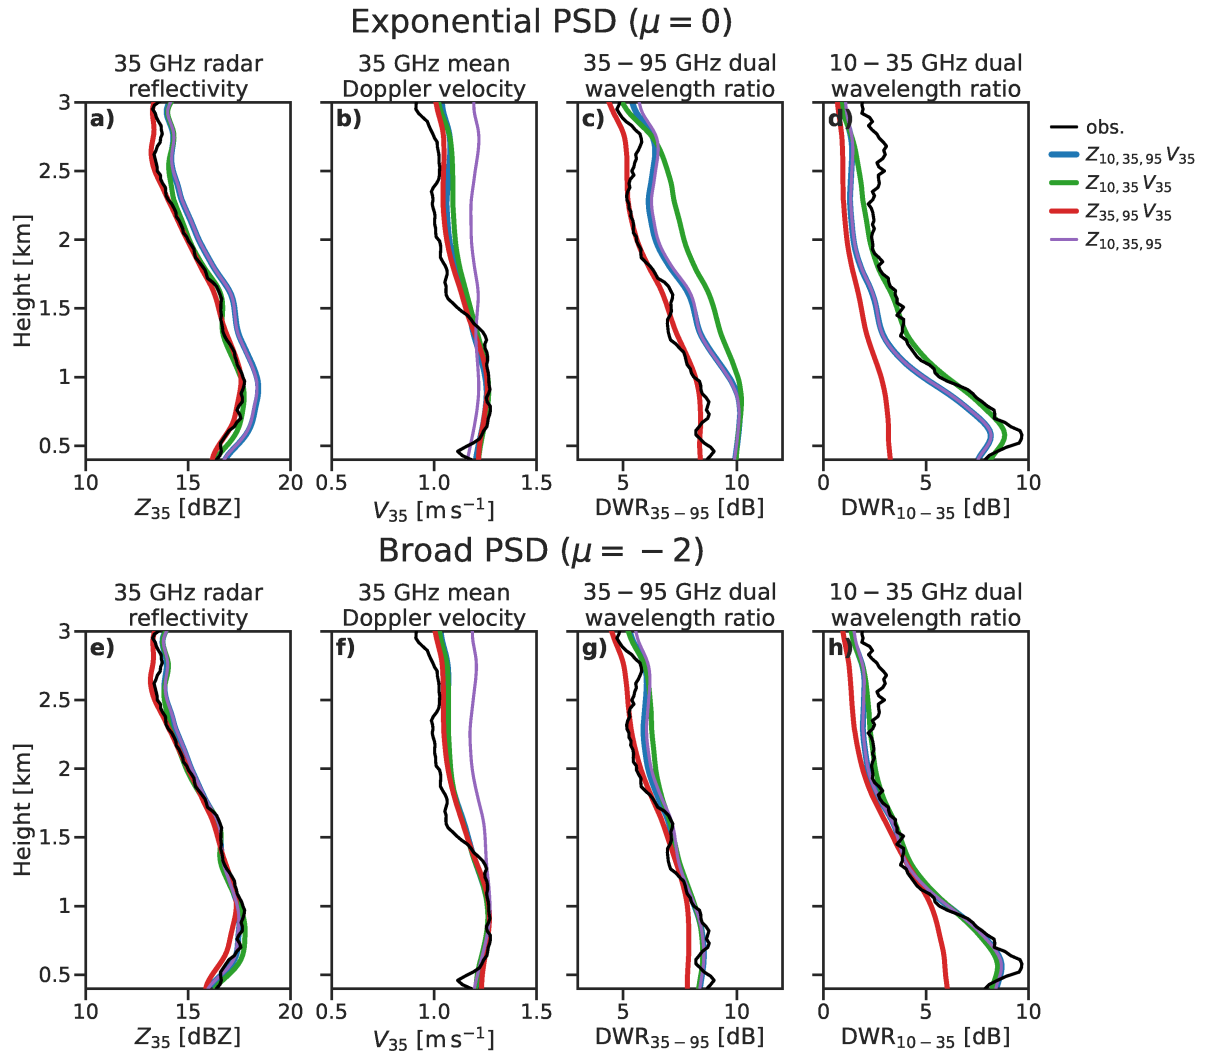 Exponential PSD (μ = 0)
35 GHz radar
reflectivity
35 GHz mean
Doppler velocity
35 − 95 GHz dual
wavelength ratio
10 − 35 GHz dual
wavelength ratio
3
2.5
2
1.5
1
0.5
Height [km]
a)
b)
c)
d)
obs.
Z10, 35, 95 V35
Z10, 35 V35
Z35, 95 V35
Z10, 35, 95
10 15 20
0.5 1.0 1.5
5 10
0 5 10
Z35 [dBZ]
V35 [m s−1]
DWR35 − 95 [dB]
DWR10 − 35 [dB]
Broad PSD (μ = − 2)
35 GHz radar
reflectivity
35 GHz mean
Doppler velocity
35 − 95 GHz dual
wavelength ratio
10 − 35 GHz dual
wavelength ratio
3
2.5
2
1.5
1
0.5
Height [km]
e)
f)
g)
h)
10 15 20
0.5 1.0 1.5
5 10
0 5 10
Z35 [dBZ]
V35 [m s−1]
DWR35 − 95 [dB]
DWR10 − 35 [dB]